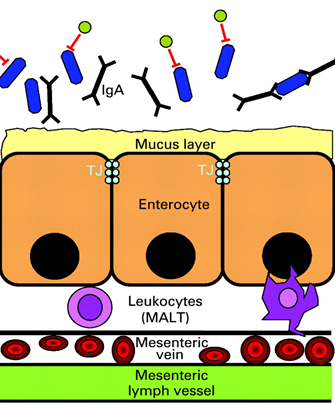 IgA
Mucus layer
TJ
TJ
Enterocyte
Leukocytes
(MALT)
Mesenteric
vein
Mesenteric
lymph vessel